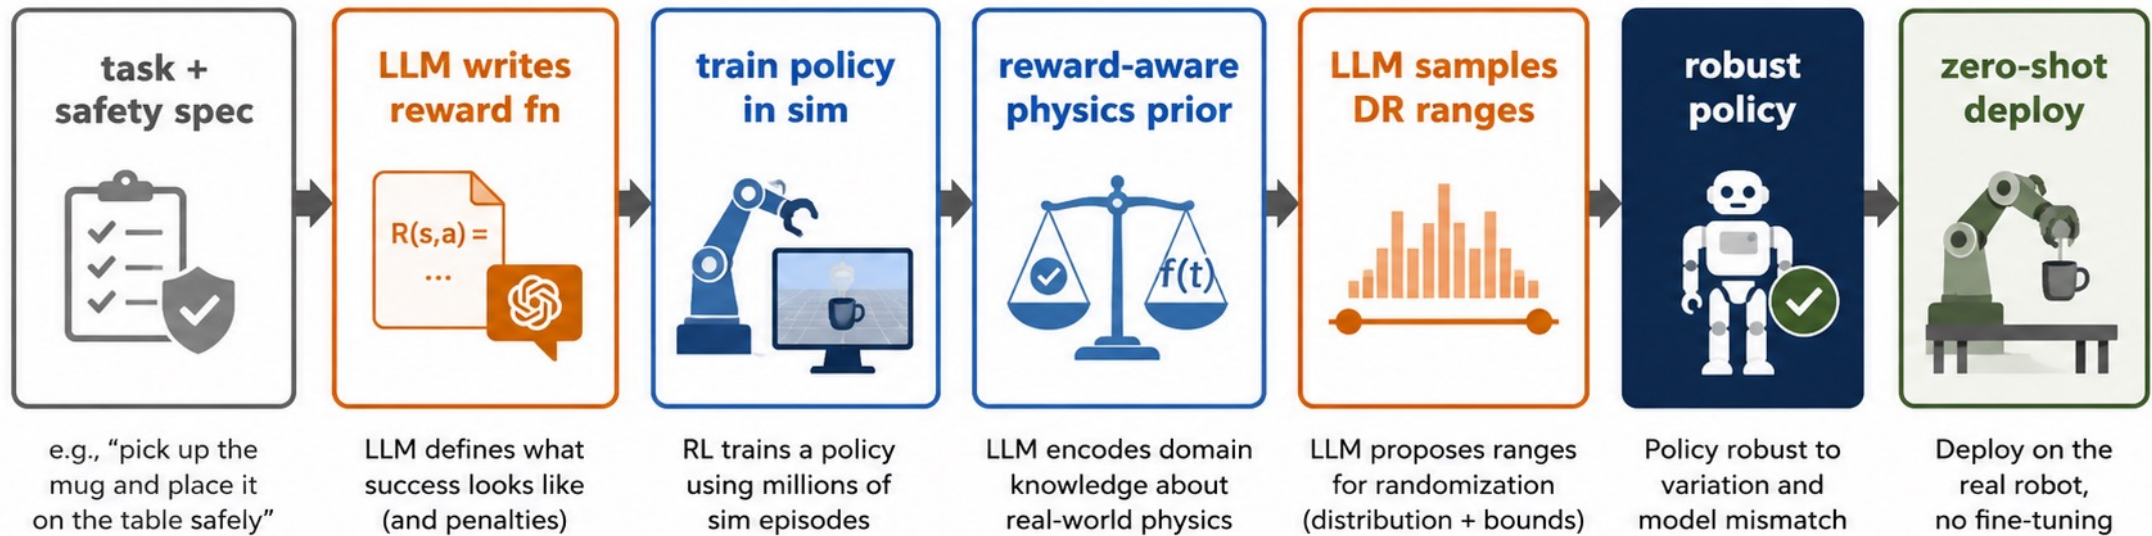 task +
safety spec
LLM writes
reward fn
R(s,a) =
...
train policy
in sim
reward-aware
physics prior
f(t)
LLM samples
DR ranges
robust
policy
zero-shot
deploy
e.g., “pick up the
mug and place it
on the table safely”
LLM defines what
success looks like
(and penalties)
RL trains a policy
using millions of
sim episodes
LLM encodes domain
knowledge about
real-world physics
LLM proposes ranges
for randomization
(distribution + bounds)
Policy robust to
variation and
model mismatch
Deploy on the
real robot,
no fine-tuning